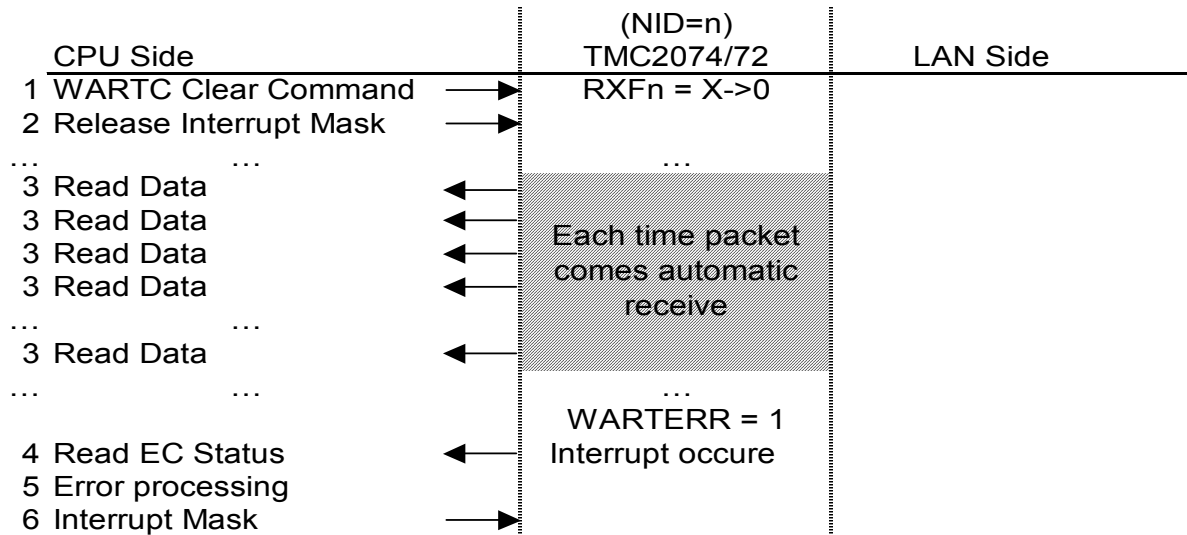 (NID=n)
CPU Side TMC2074/72 LAN Side
1 WARTC Clear Command RXFn = X->0
2 Release Interrupt Mask
... ... ...
3 Read Data
3 Read Data
3 Read Data
3 Read Data
... ...
3 Read Data
Each time packet
comes automatic
receive
... ... ...
WARTERR = 1
4 Read EC Status Interrupt occure
5 Error processing
6 Interrupt Mask